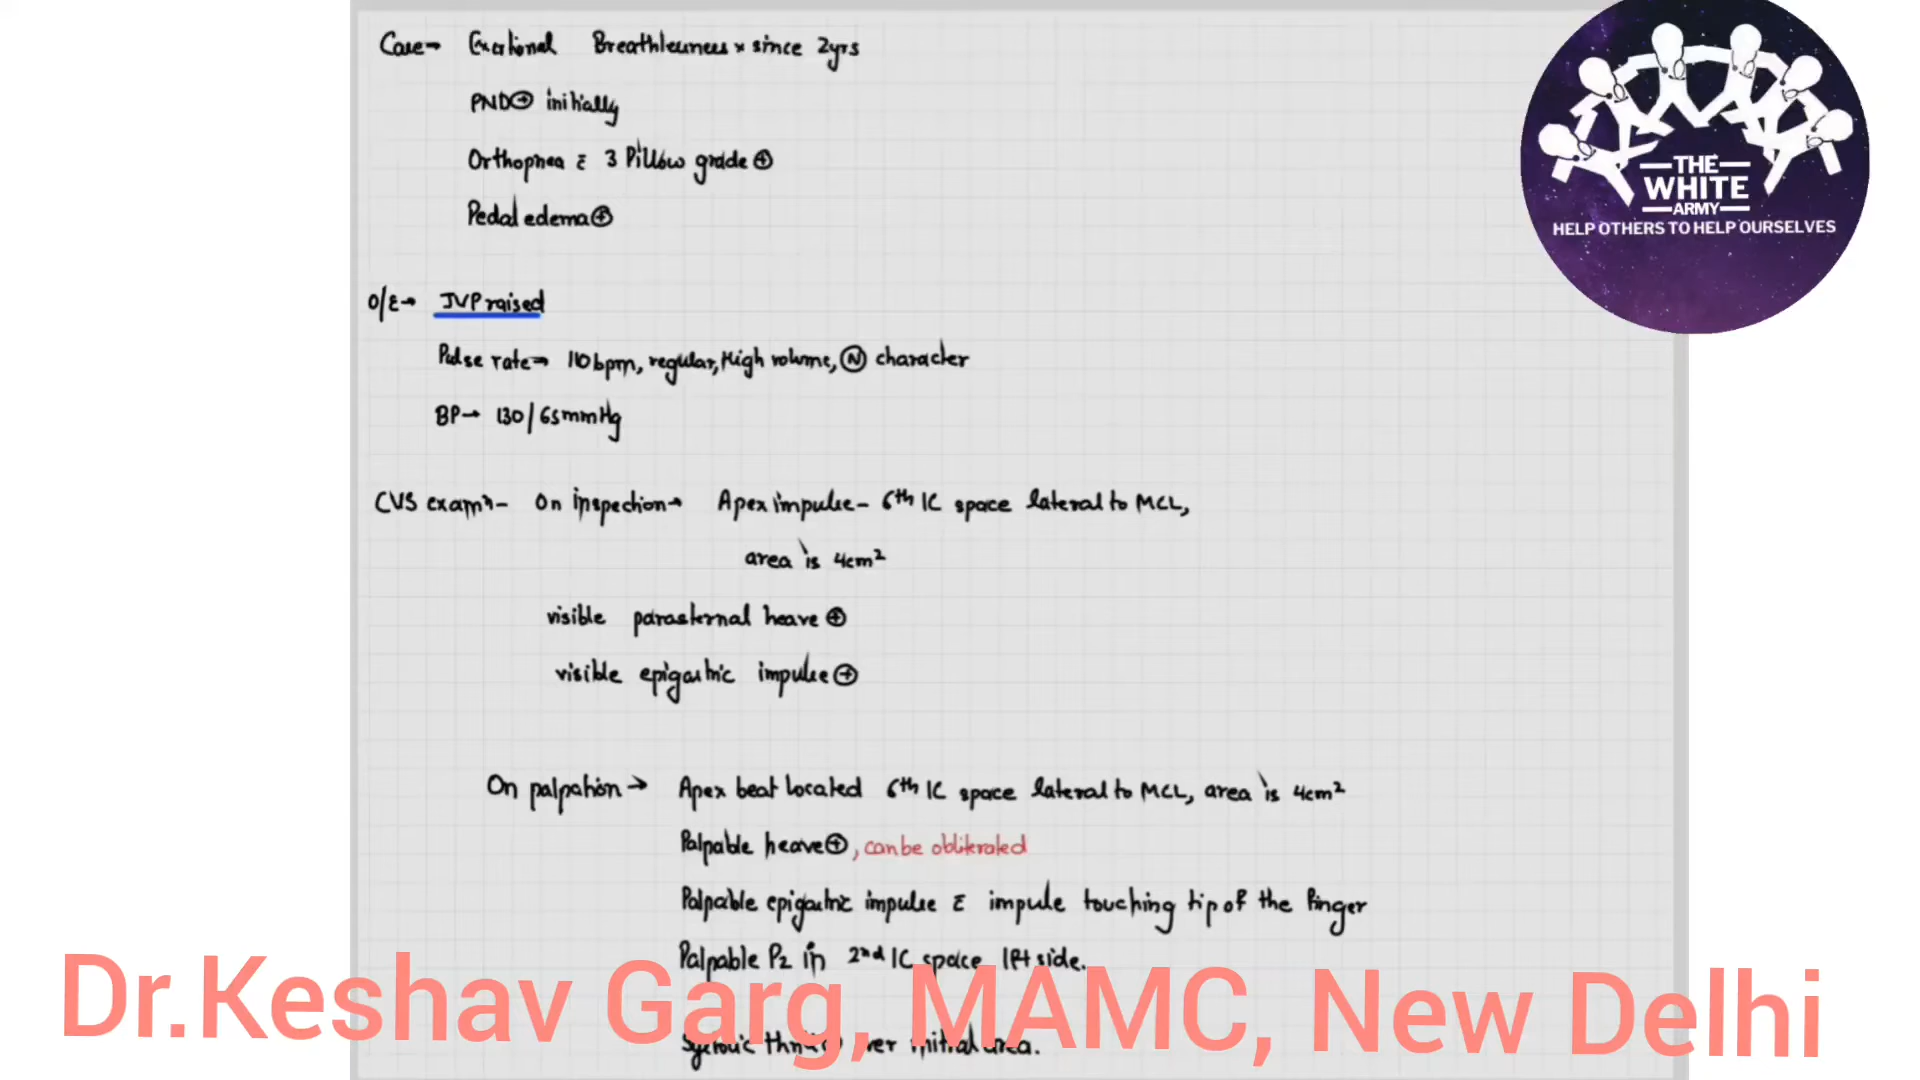 Case→ Exertional Breathlessness × since 2yrs
PND⊕ initially
Orthopnea c̄ 3 Pillow grade ⊕
Pedal edema⊕
O/E→ JVP raised
Pulse rate→ 110bpm, regular, High volume, Ⓝ character
BP→ 130/65mmHg
CVS examn- On inspection→ Apex impulse- 6th IC space lateral to MCL,
area is 4cm²
visible parasternal heave ⊕
visible epigastric impulse ⊕
On palpation → Apex beat located 6th IC space lateral to MCL, area is 4cm²
Palpable heave⊕, can be obliterated
Palpable epigastric impulse c̄ impulse touching tip of the finger
Palpable P2 in 2nd IC space left side.
Systolic over mitral area.
Dr.Keshav Garg, MAMC, New Delhi
THE
WHITE
ARMY
HELP OTHERS TO HELP OURSELVES